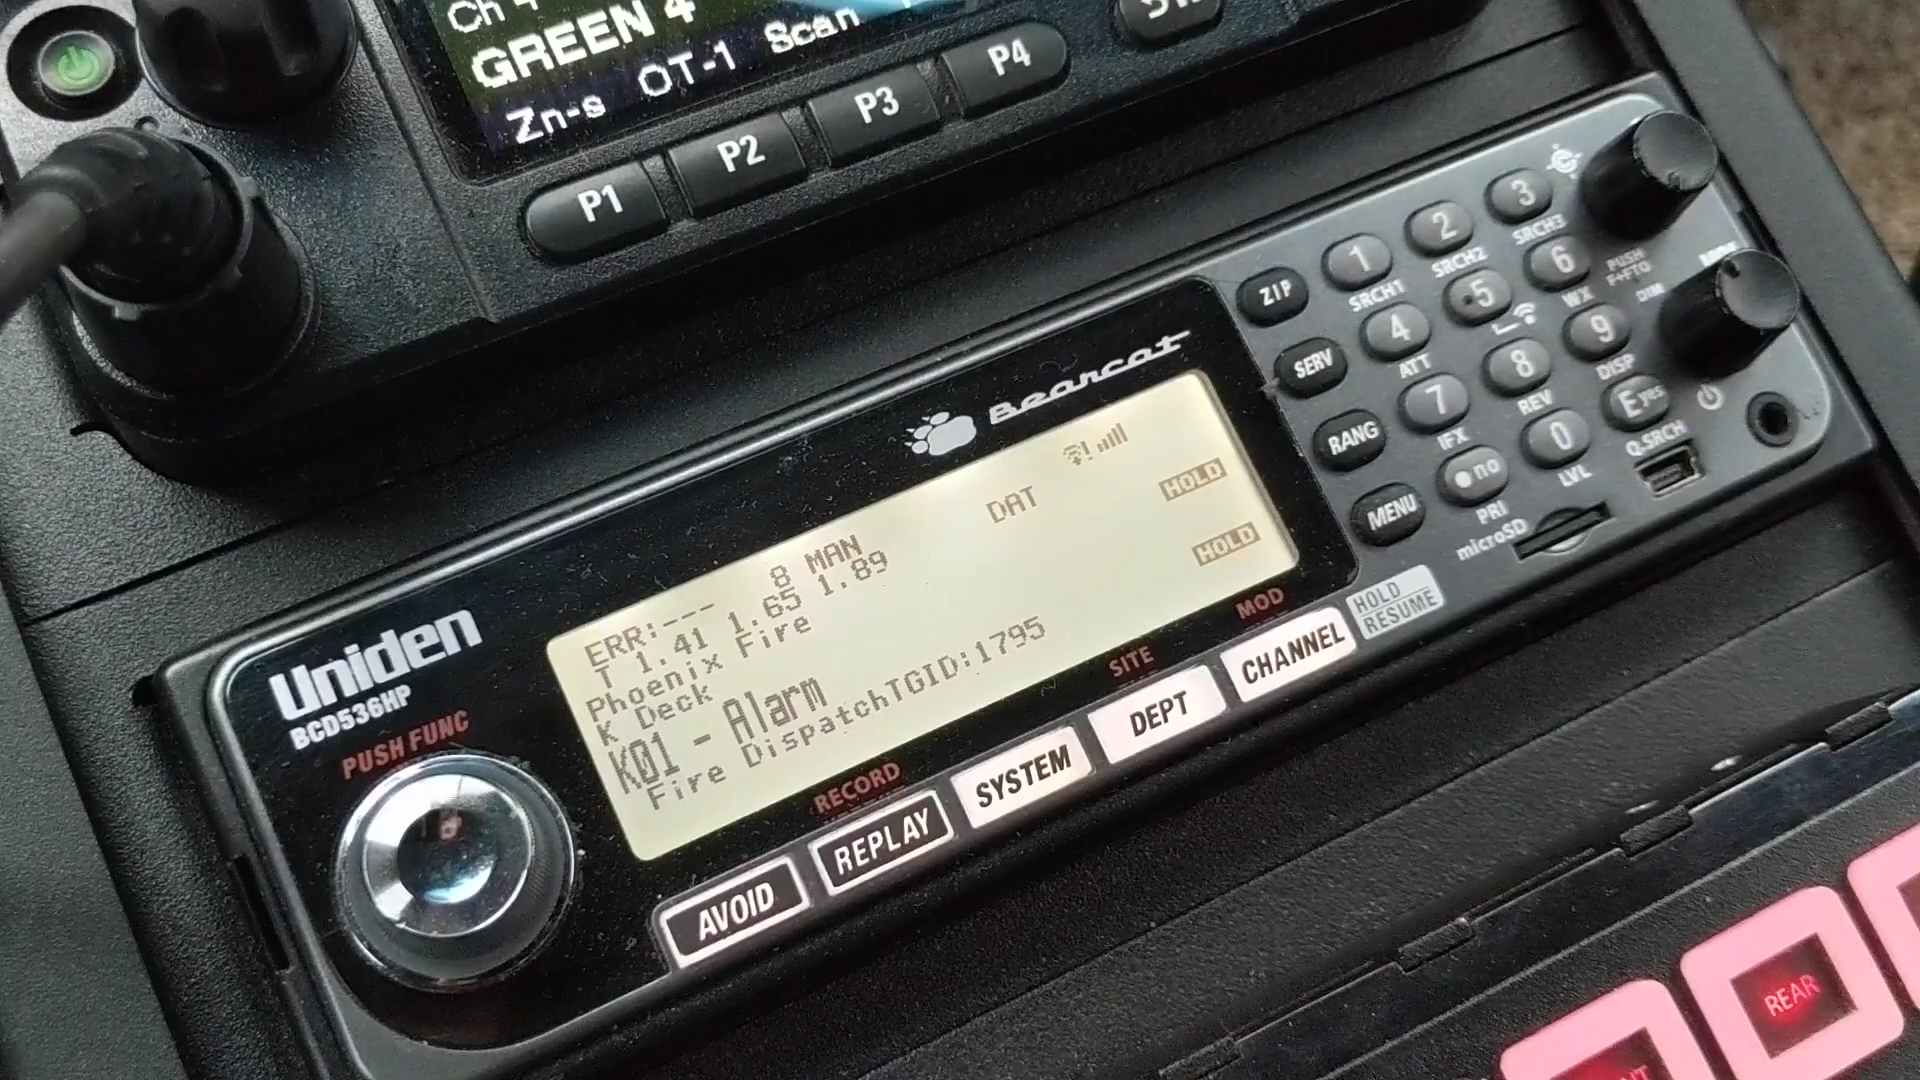 Ch 4
GREEN 4
Zn-s OT-1 Scan
P1 P2 P3 P4
Bearcat
Uniden
BCD536HP
PUSH FUNC
DAT
HOLD
HOLD
ERR:--- 8 MAN
T 1.41 1.65 1.89
Phoenix Fire
K Deck
K01 - Alarm
Fire DispatchTGID:1795
RECORD
SITE
MOD
AVOID
REPLAY
SYSTEM
DEPT
CHANNEL
HOLD
RESUME
ZIP
SERV
RANG
MENU
1 2 3
SRCH1 SRCH2 SRCH3
4 5 6
ATT WX
7 8 9
IFX REV DISP
no 0 E yes
PRI LVL Q.SRCH
PUSH
DIM
microSD
REAR